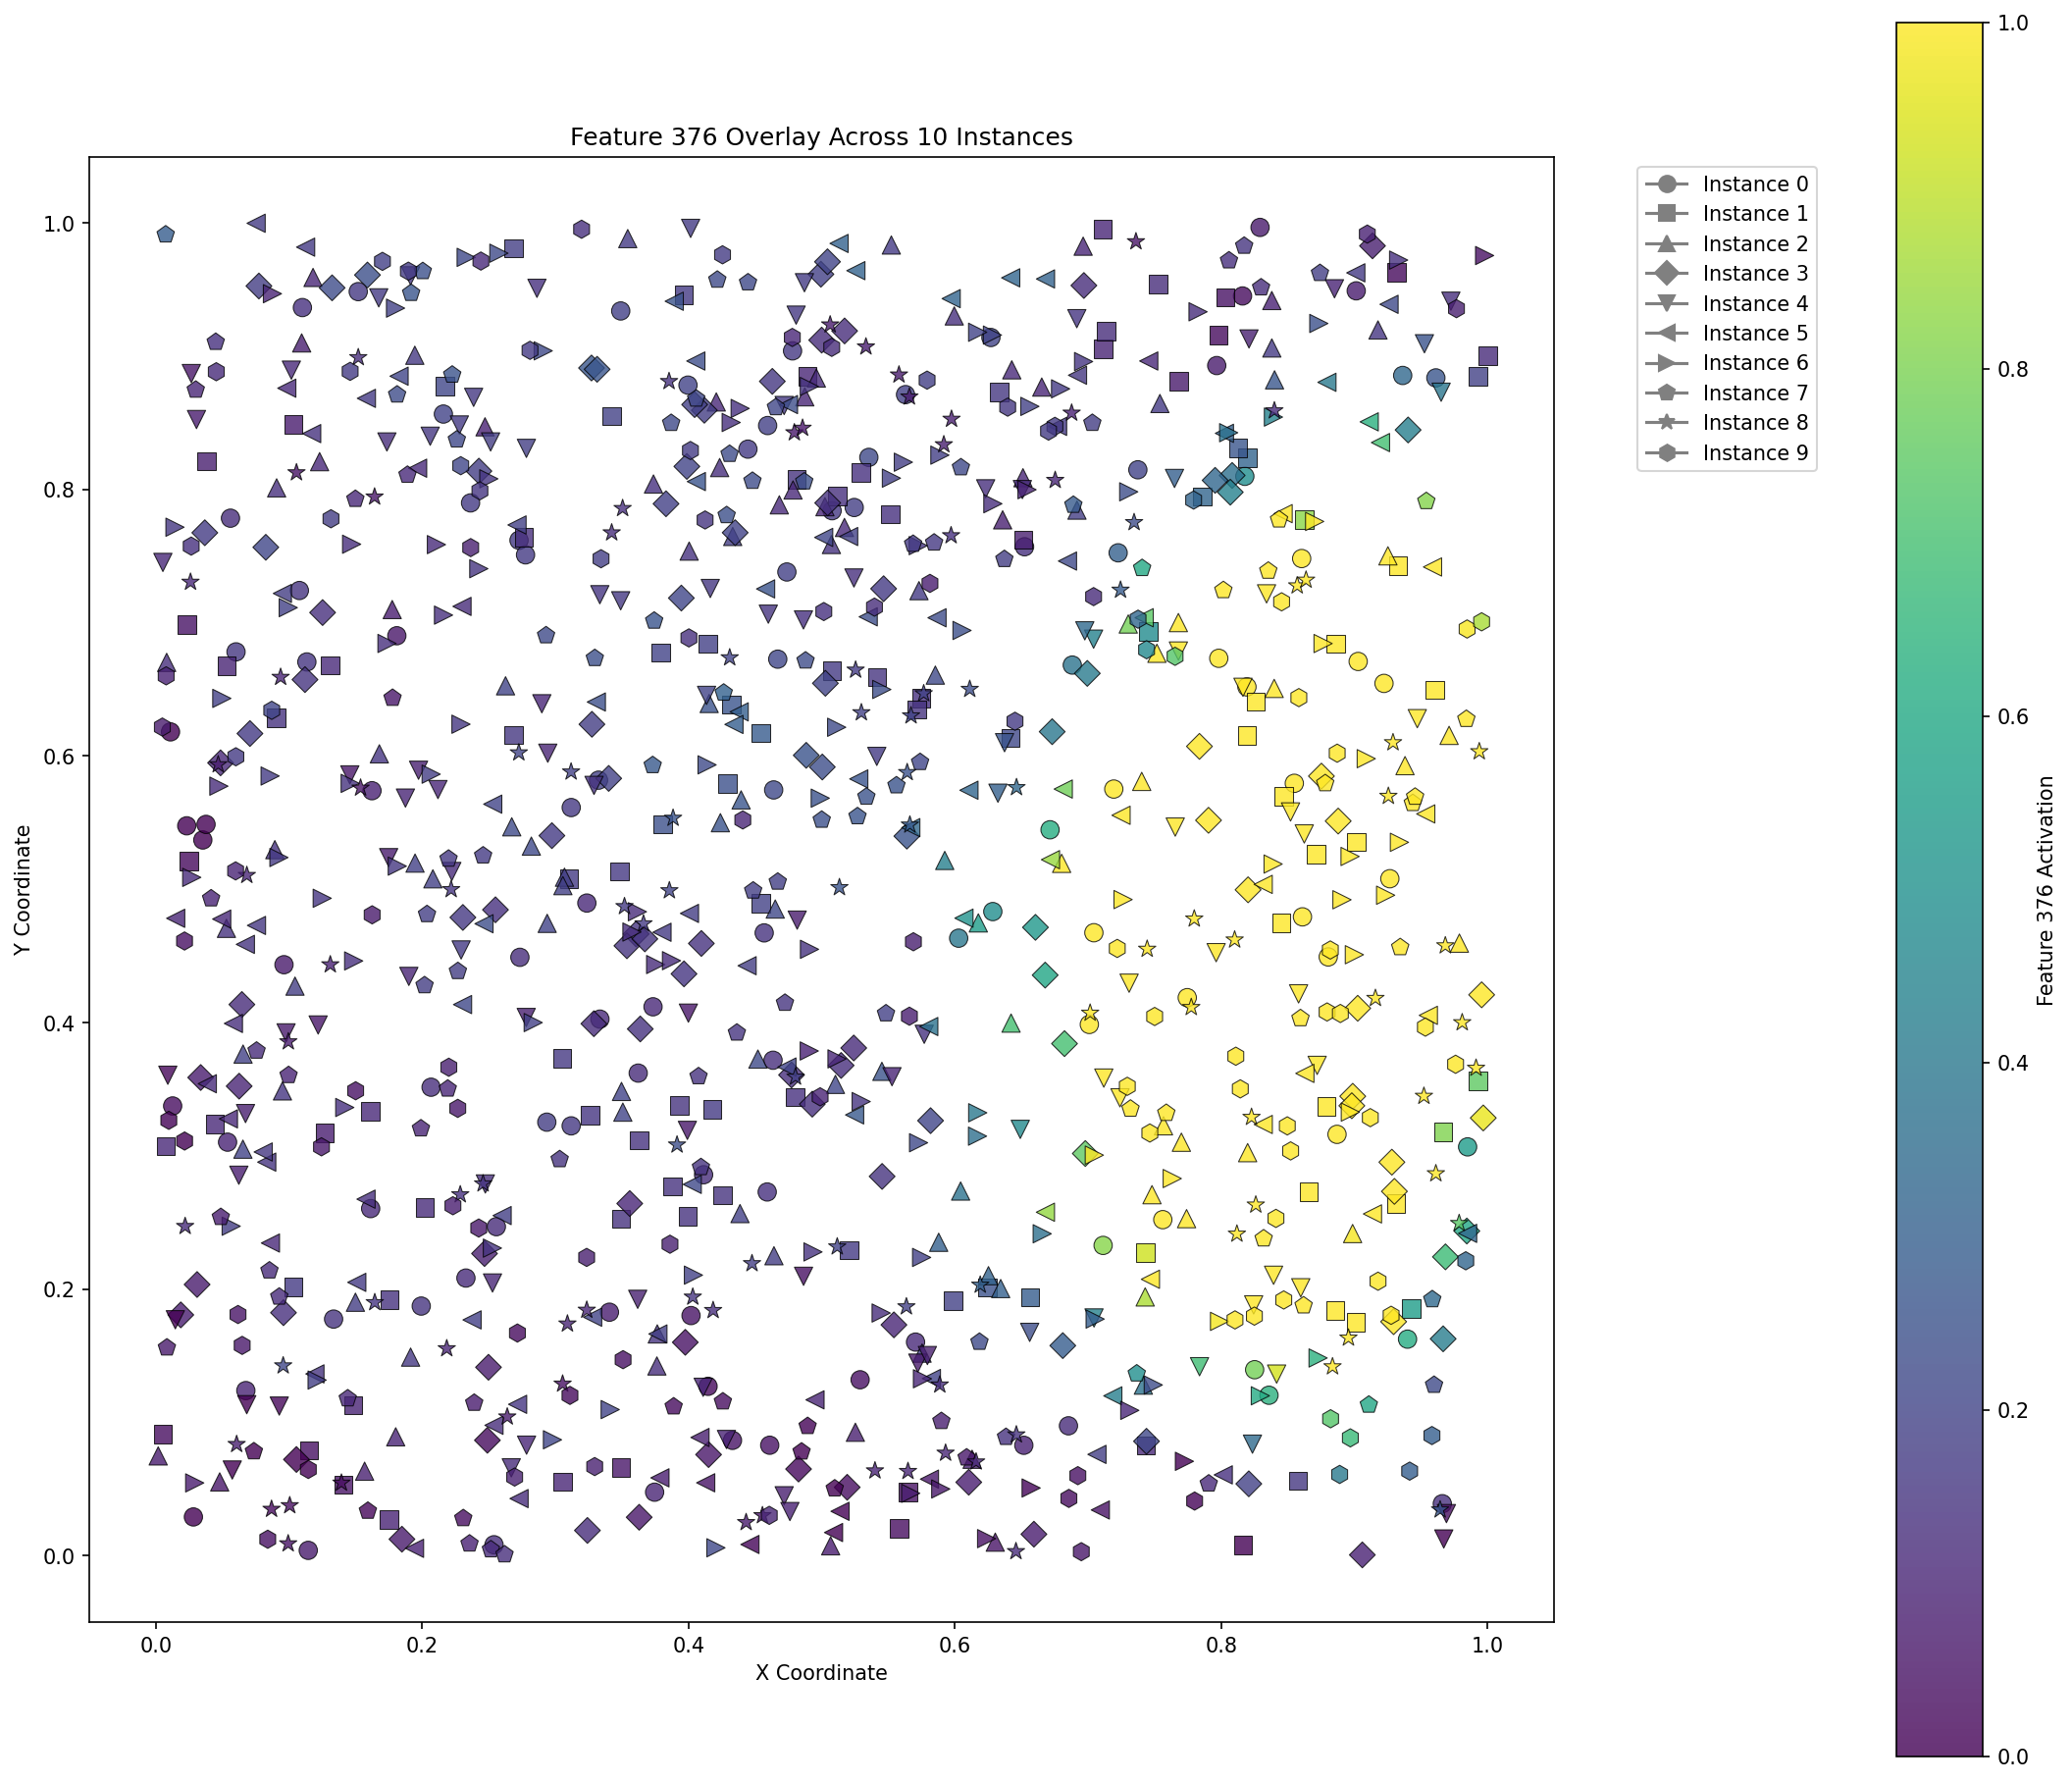 Feature 376 Overlay Across 10 Instances
1.0
0.8
0.6
0.4
0.2
0.0
Y Coordinate
0.0
0.2
0.4
0.6
0.8
1.0
X Coordinate
Instance 0
Instance 1
Instance 2
Instance 3
Instance 4
Instance 5
Instance 6
Instance 7
Instance 8
Instance 9
1.0
0.8
0.6
0.4
0.2
0.0
Feature 376 Activation